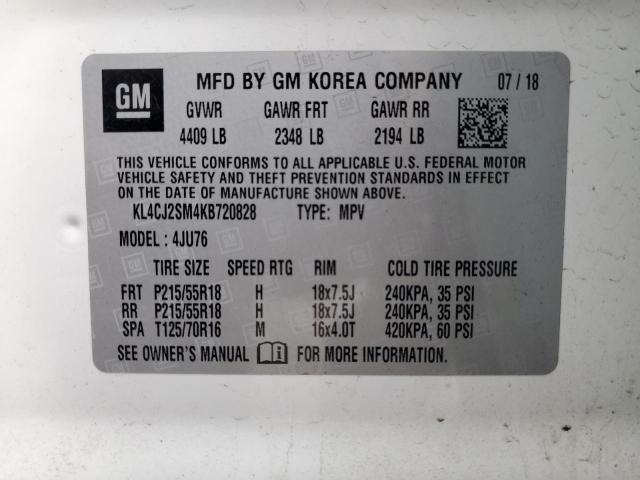 GM MFD BY GM KOREA COMPANY 07 / 18
GVWR GAWR FRT GAWR RR
4409 LB 2348 LB 2194 LB
THIS VEHICLE CONFORMS TO ALL APPLICABLE U.S. FEDERAL MOTOR
VEHICLE SAFETY AND THEFT PREVENTION STANDARDS IN EFFECT
ON THE DATE OF MANUFACTURE SHOWN ABOVE.
KL4CJ2SM4KB720828 TYPE: MPV
MODEL: 4JU76
TIRE SIZE SPEED RTG RIM COLD TIRE PRESSURE
FRT P215/55R18 H 18x7.5J 240KPA, 35 PSI
RR P215/55R18 H 18x7.5J 240KPA, 35 PSI
SPA T125/70R16 M 16x4.0T 420KPA, 60 PSI
SEE OWNER'S MANUAL FOR MORE INFORMATION.